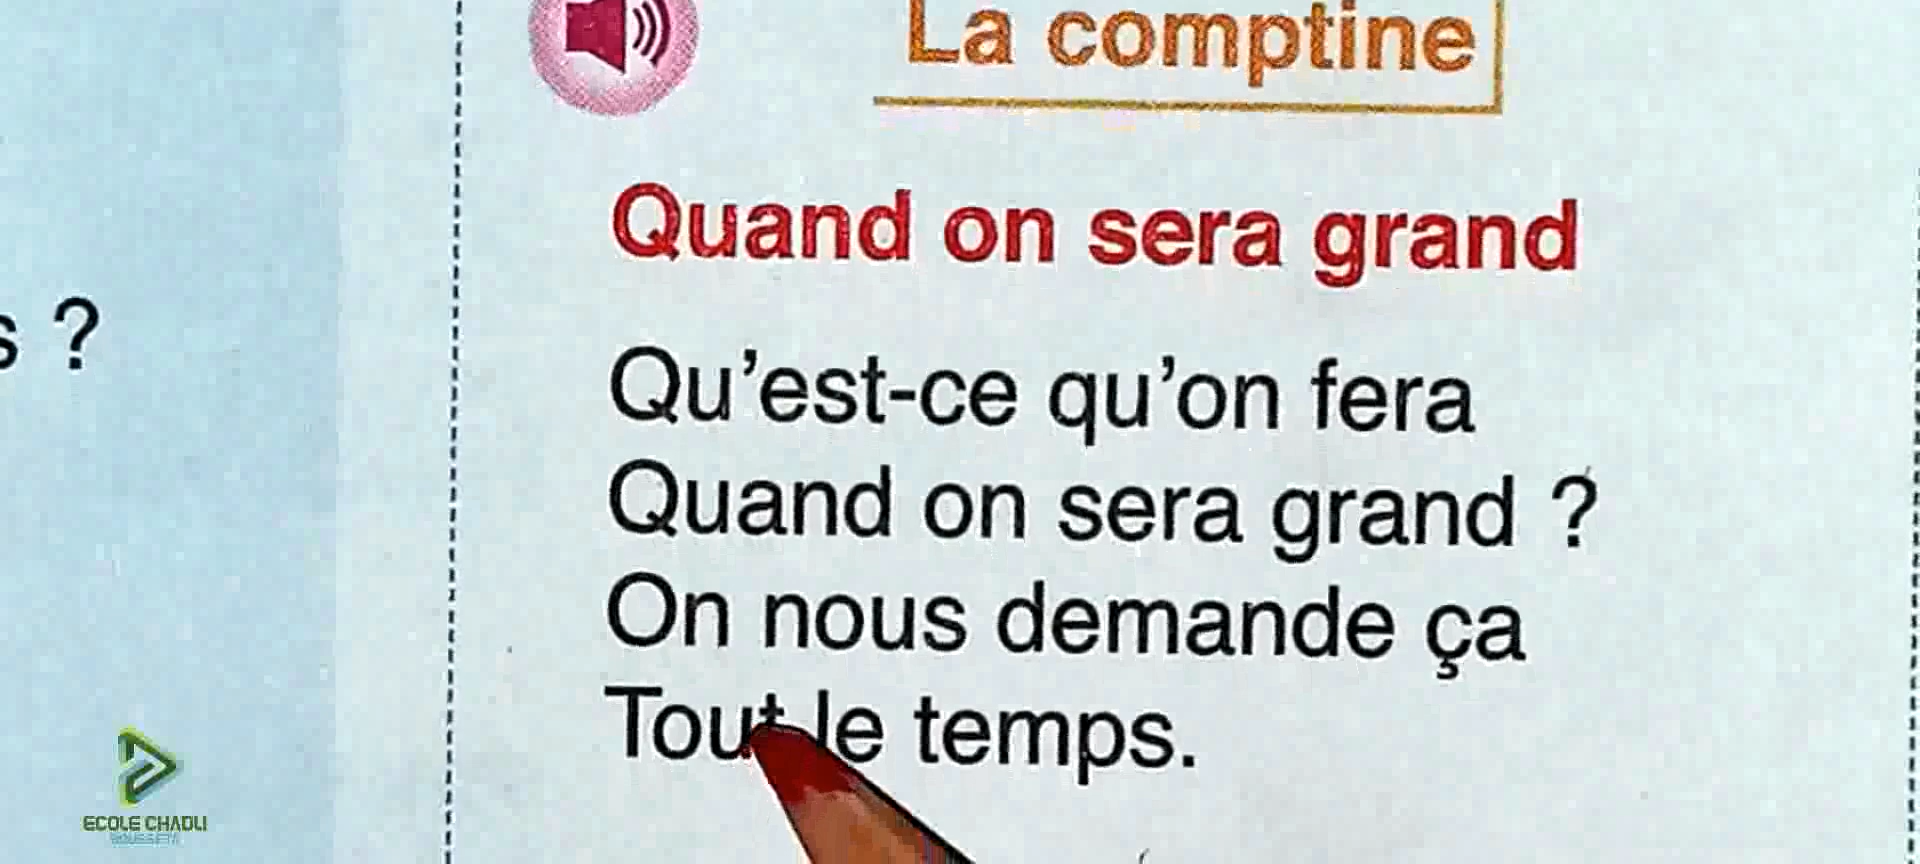 La comptine
Quand on sera grand
s ?
Qu'est-ce qu'on fera
Quand on sera grand ?
On nous demande ça
Tout le temps.
ECOLE CHADLI